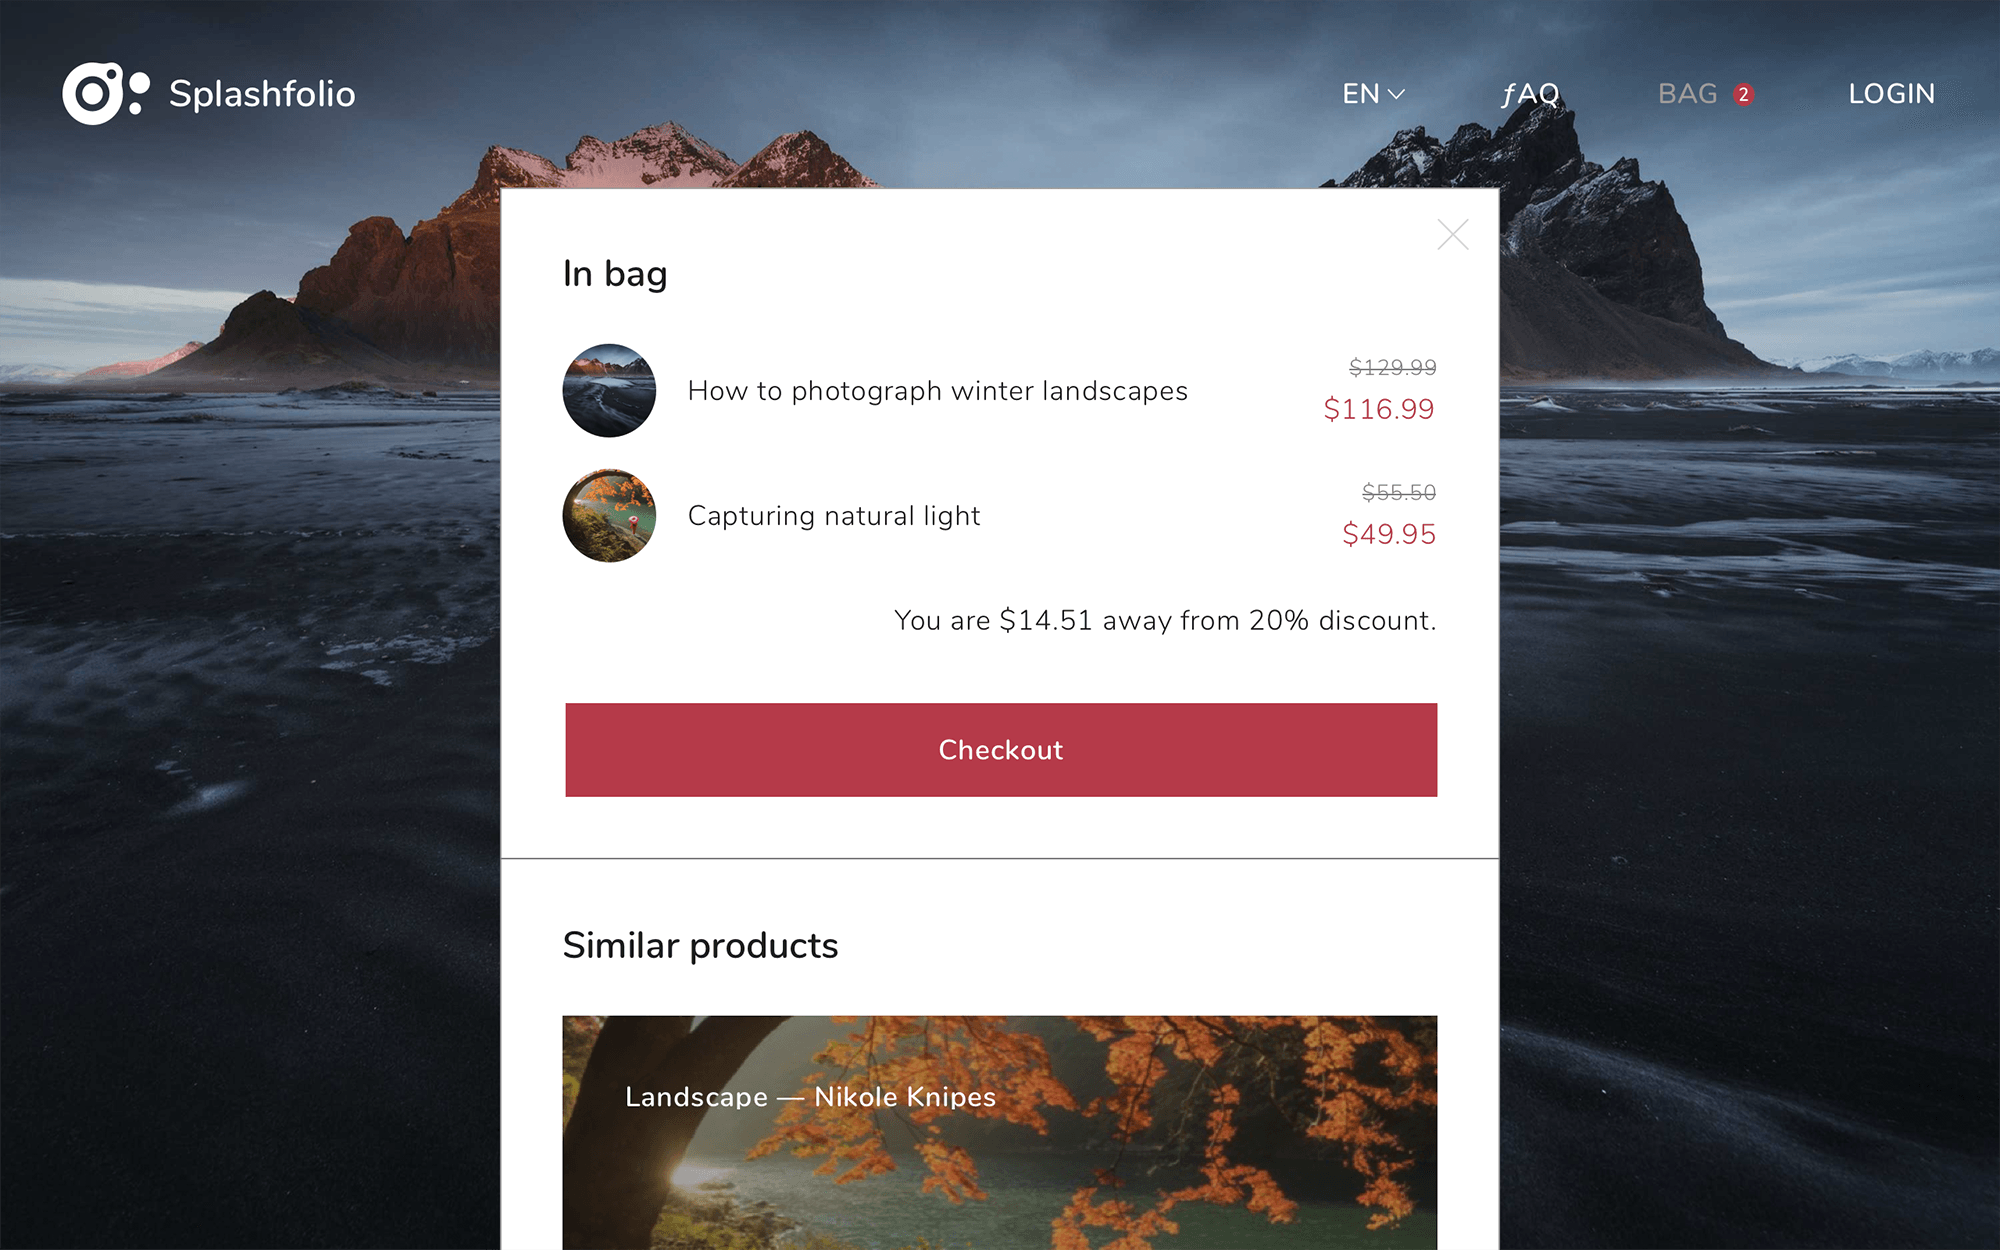 Splashfolio
EN
ƒAQ
BAG 2
LOGIN
In bag
How to photograph winter landscapes
$129.99
$116.99
Capturing natural light
$55.50
$49.95
You are $14.51 away from 20% discount.
Checkout
Similar products
Landscape — Nikole Knipes